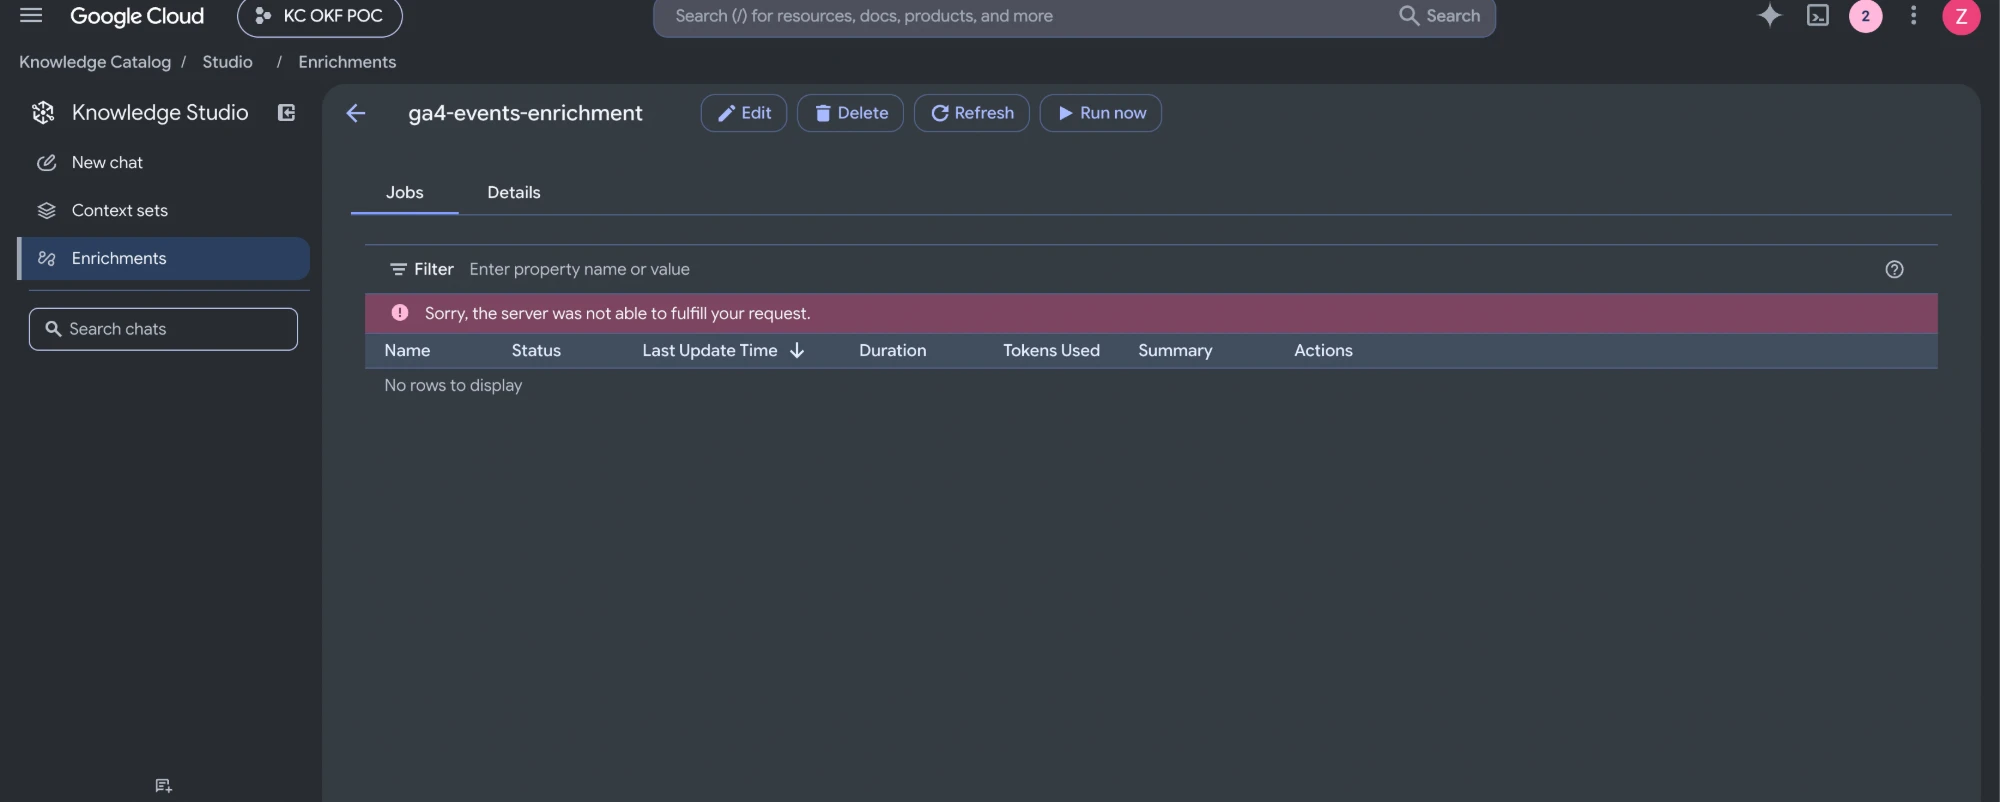 Google Cloud
KC OKF POC
Search (/) for resources, docs, products, and more
Search
2
Z
Knowledge Catalog / Studio / Enrichments
Knowledge Studio
New chat
Context sets
Enrichments
Search chats
ga4-events-enrichment
Edit
Delete
Refresh
Run now
Jobs
Details
Filter Enter property name or value
Sorry, the server was not able to fulfill your request.
Name Status Last Update Time Duration Tokens Used Summary Actions
No rows to display